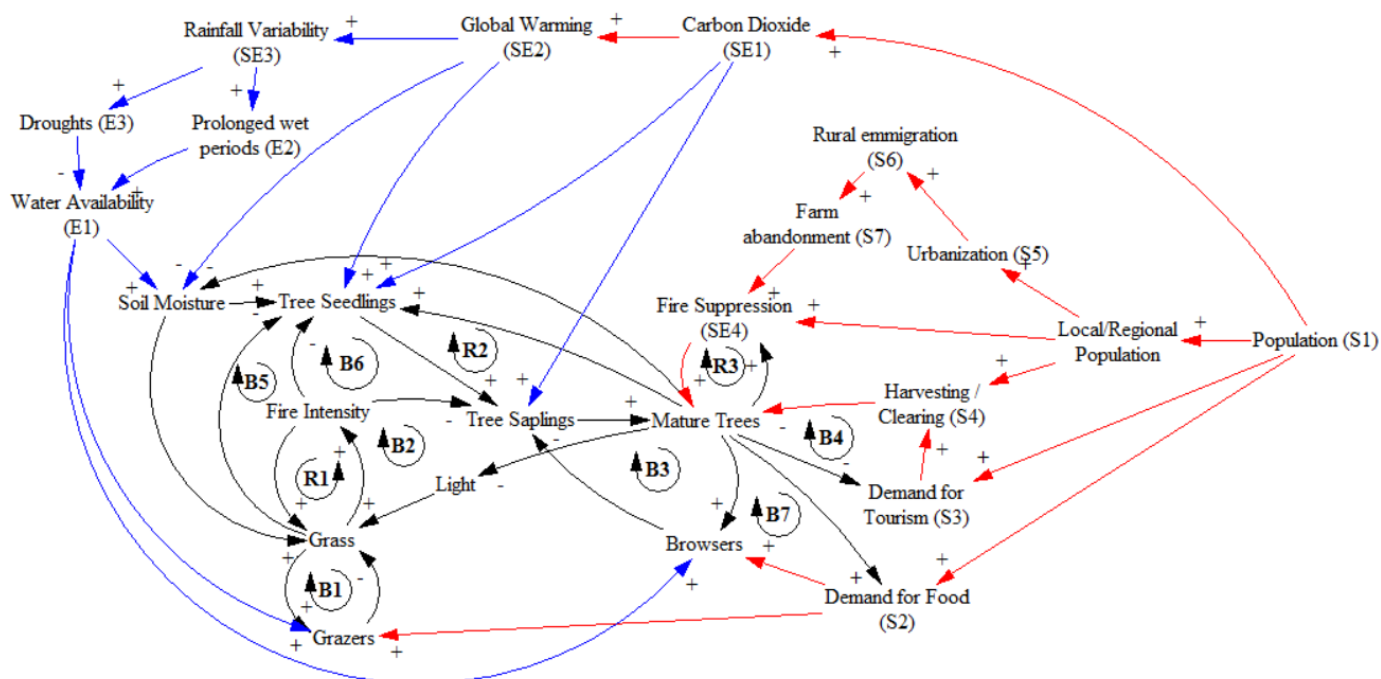 Rainfall Variability
(SE3)
+
Global Warming
(SE2)
+
Carbon Dioxide
(SE1)
+
+
+
Droughts (E3)
Prolonged wet
periods (E2)
Rural emmigration
(S6)
+
-
+
+
Water Availability
(E1)
Farm
abandonment (S7)
Urbanization (S5)
+
- -
+ +
+
+
+
Soil Moisture
+
-
Tree Seedlings
+
Fire Suppression
(SE4)
+
+
Local/Regional
Population
+
Population (S1)
-
B5
B6
R2
+
+
+
R3
+
+
Harvesting /
Clearing (S4)
Fire Intensity
-
Tree Saplings
+
Mature Trees
-
B4
+
B2
-
B3
-
+
+
R1
+
+
Light
-
Demand for
Tourism (S3)
+
B7
Grass
Browsers
+
+
+
+
-
B1
+
Demand for Food
(S2)
+
Grazers
+
+